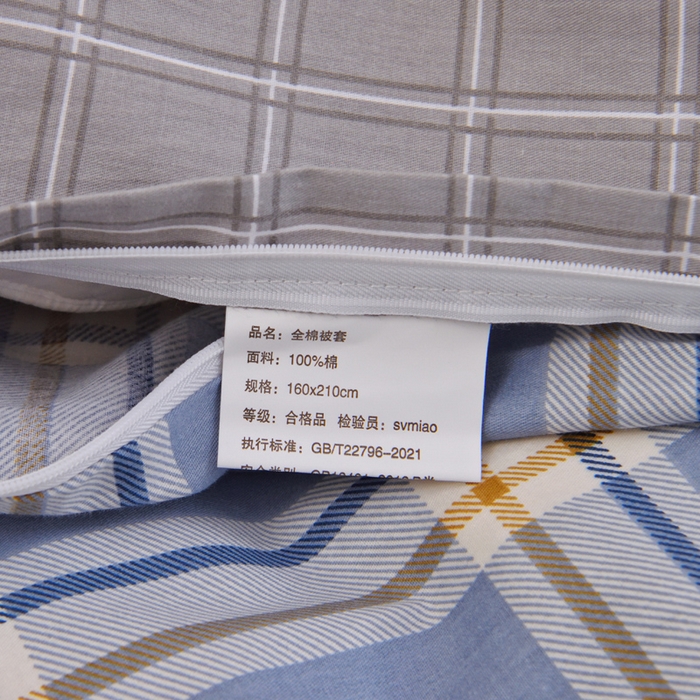 品名：全棉被套
面料：100%棉
规格：160x210cm
等级：合格品 检验员：svmiao
执行标准：GB/T22796-2021